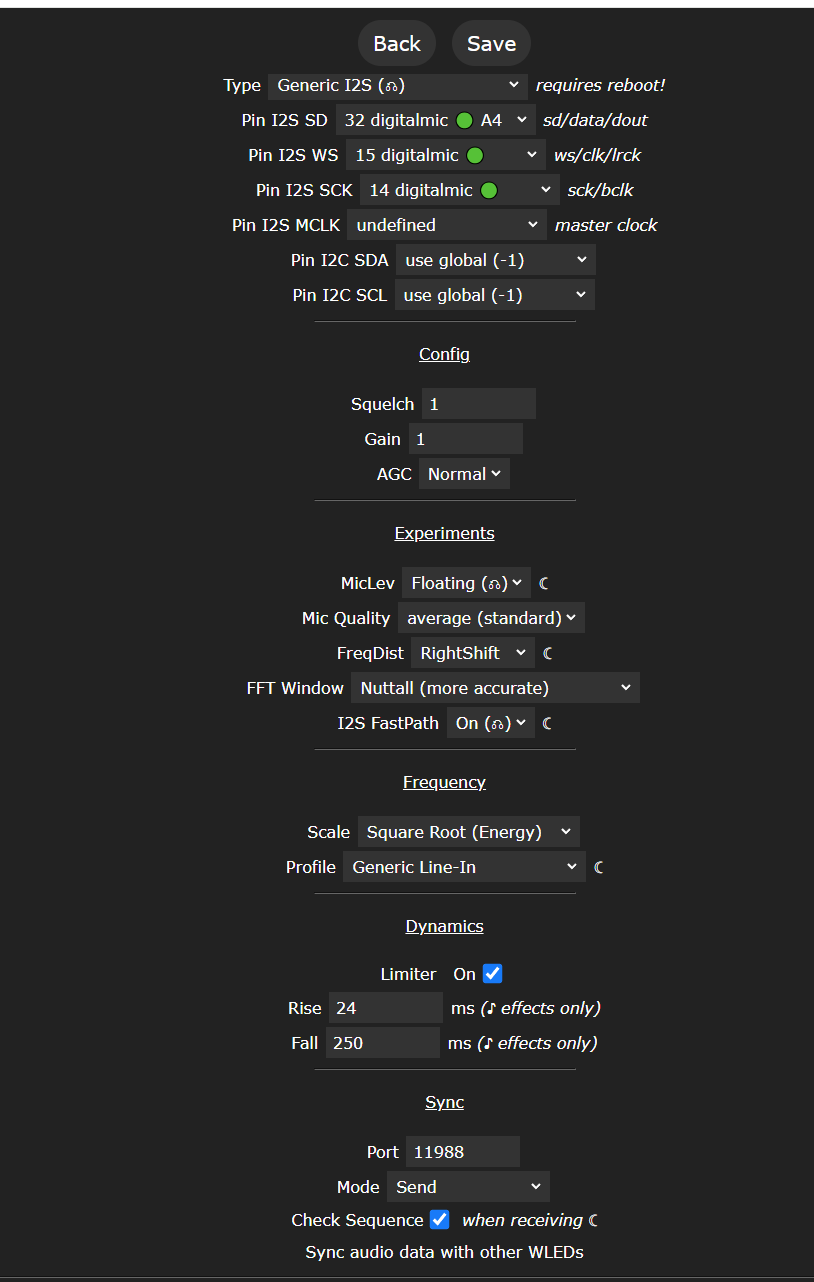 Back Save
Type Generic I2S (☊) requires reboot!
Pin I2S SD 32 digitalmic 🟢 A4 sd/data/dout
Pin I2S WS 15 digitalmic 🟢 ws/clk/lrck
Pin I2S SCK 14 digitalmic 🟢 sck/bclk
Pin I2S MCLK undefined master clock
Pin I2C SDA use global (-1)
Pin I2C SCL use global (-1)
Config
Squelch 1
Gain 1
AGC Normal
Experiments
MicLev Floating (☊) ☾
Mic Quality average (standard)
FreqDist RightShift ☾
FFT Window Nuttall (more accurate)
I2S FastPath On (☊) ☾
Frequency
Scale Square Root (Energy)
Profile Generic Line-In ☾
Dynamics
Limiter On
Rise 24 ms (♪ effects only)
Fall 250 ms (♪ effects only)
Sync
Port 11988
Mode Send
Check Sequence when receiving ☾
Sync audio data with other WLEDs